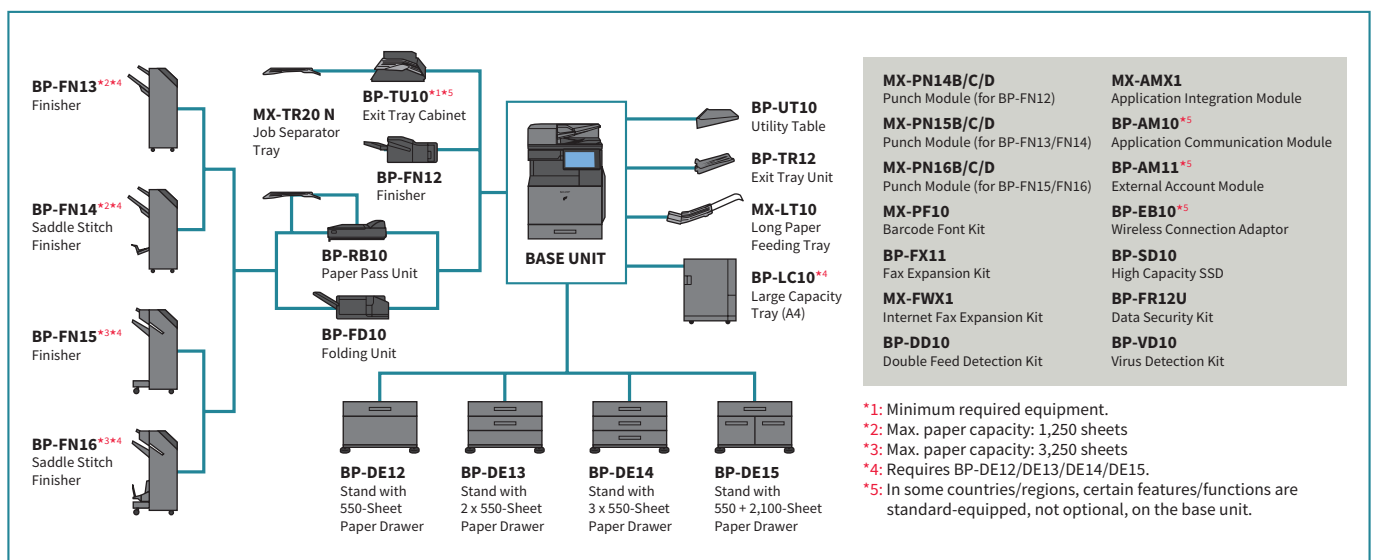 BP-FN13*2*4
Finisher
BP-FN14*2*4
Saddle Stitch
Finisher
BP-FN15*3*4
Finisher
BP-FN16*3*4
Saddle Stitch
Finisher
MX-TR20 N
Job Separator
Tray
BP-TU10*1*5
Exit Tray Cabinet
BP-FN12
Finisher
BP-RB10
Paper Pass Unit
BP-FD10
Folding Unit
BASE UNIT
BP-UT10
Utility Table
BP-TR12
Exit Tray Unit
MX-LT10
Long Paper
Feeding Tray
BP-LC10*4
Large Capacity
Tray (A4)
BP-DE12
Stand with
550-Sheet
Paper Drawer
BP-DE13
Stand with
2 x 550-Sheet
Paper Drawer
BP-DE14
Stand with
3 x 550-Sheet
Paper Drawer
BP-DE15
Stand with
550 + 2,100-Sheet
Paper Drawer
MX-PN14B/C/D
Punch Module (for BP-FN12)
MX-PN15B/C/D
Punch Module (for BP-FN13/FN14)
MX-PN16B/C/D
Punch Module (for BP-FN15/FN16)
MX-PF10
Barcode Font Kit
BP-FX11
Fax Expansion Kit
MX-FWX1
Internet Fax Expansion Kit
BP-DD10
Double Feed Detection Kit
MX-AMX1
Application Integration Module
BP-AM10*5
Application Communication Module
BP-AM11*5
External Account Module
BP-EB10*5
Wireless Connection Adaptor
BP-SD10
High Capacity SSD
BP-FR12U
Data Security Kit
BP-VD10
Virus Detection Kit
*1: Minimum required equipment.
*2: Max. paper capacity: 1,250 sheets
*3: Max. paper capacity: 3,250 sheets
*4: Requires BP-DE12/DE13/DE14/DE15.
*5: In some countries/regions, certain features/functions are
standard-equipped, not optional, on the base unit.